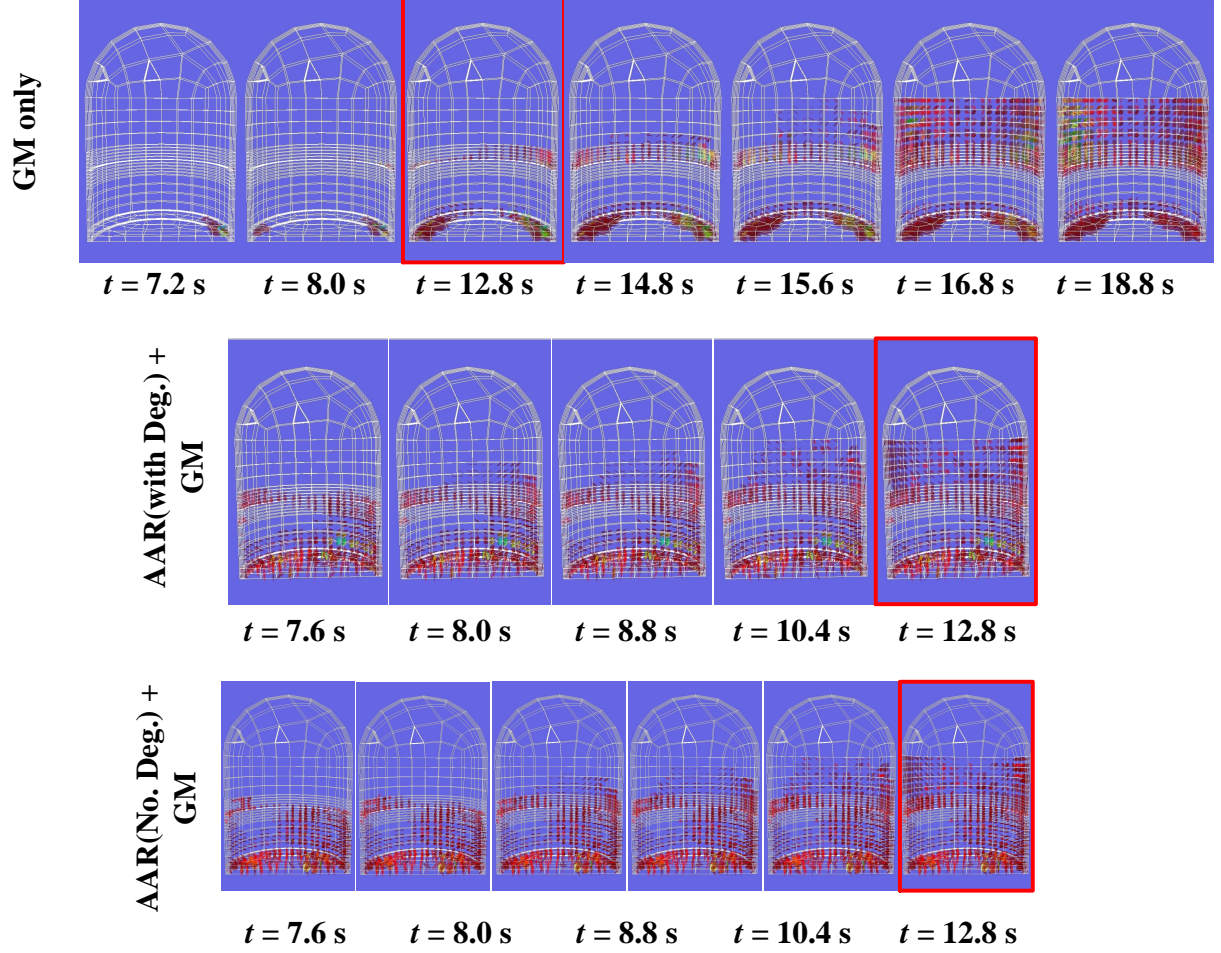 GM only
t = 7.2 s t = 8.0 s t = 12.8 s t = 14.8 s t = 15.6 s t = 16.8 s t = 18.8 s
AAR(with Deg.) +
GM
t = 7.6 s t = 8.0 s t = 8.8 s t = 10.4 s t = 12.8 s
AAR(No. Deg.) +
GM
t = 7.6 s t = 8.0 s t = 8.8 s t = 10.4 s t = 12.8 s